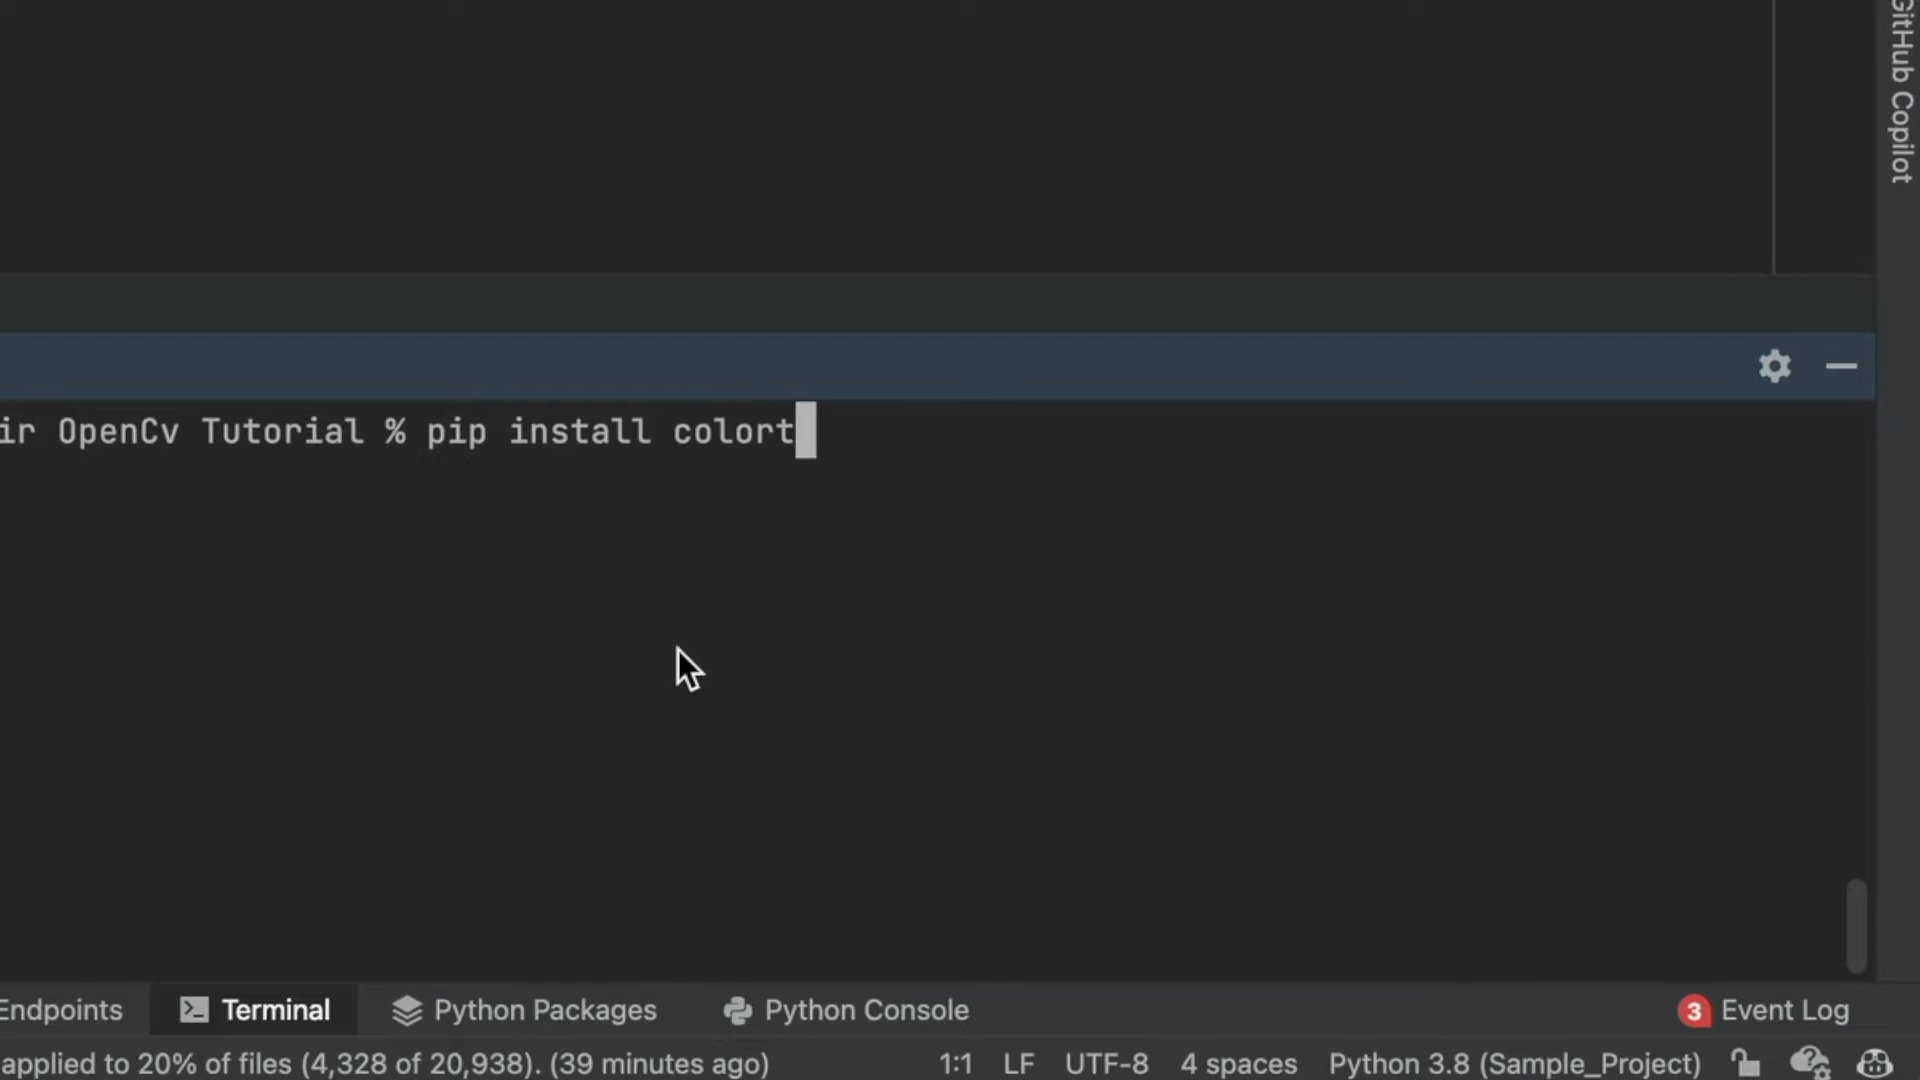 GitHub Copilot
ir OpenCv Tutorial % pip install colort
Endpoints Terminal Python Packages Python Console 3 Event Log
applied to 20% of files (4,328 of 20,938). (39 minutes ago) 1:1 LF UTF-8 4 spaces Python 3.8 (Sample_Project)